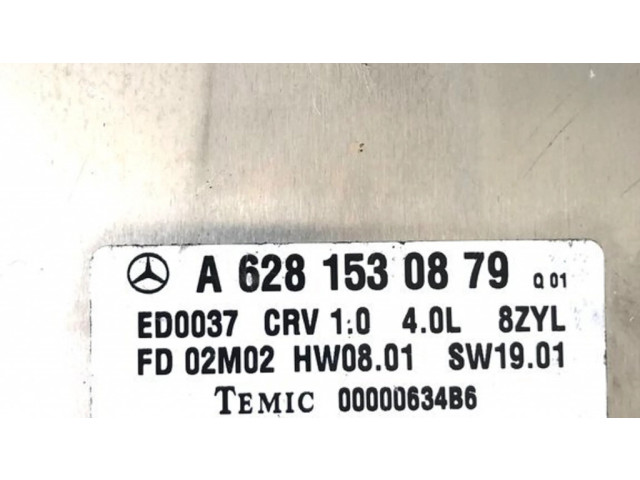 A 628 153 08 79 Q 01
ED0037 CRV 1.0 4.0L 8ZYL
FD 02M02 HW08.01 SW19.01
TEMIC 00000634B6